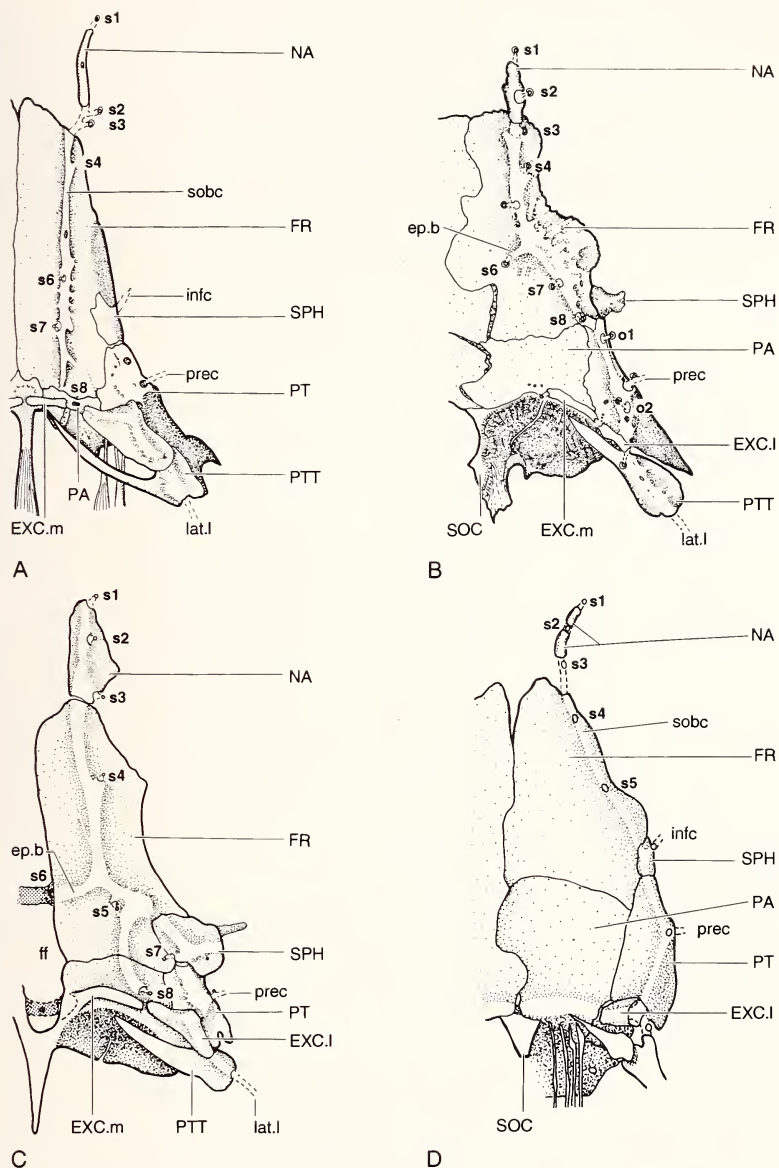 s1
NA
s2
s3
s4
sobc
FR
s6
infc
SPH
s7
prec
s8
PT
PA
PTT
EXC.m
lat.l
A
s1
NA
s2
s3
s4
ep.b
FR
s6
s7
SPH
s8
o1
PA
prec
o2
EXC.l
PTT
SOC
EXC.m
lat.l
B
s1
s2
NA
s3
s4
FR
ep.b
s6
s5
ff
s7
SPH
s8
prec
PT
EXC.l
EXC.m
PTT
lat.l
C
s1
s2
NA
s3
s4
sobc
FR
s5
infc
SPH
PA
prec
PT
EXC.l
SOC
D